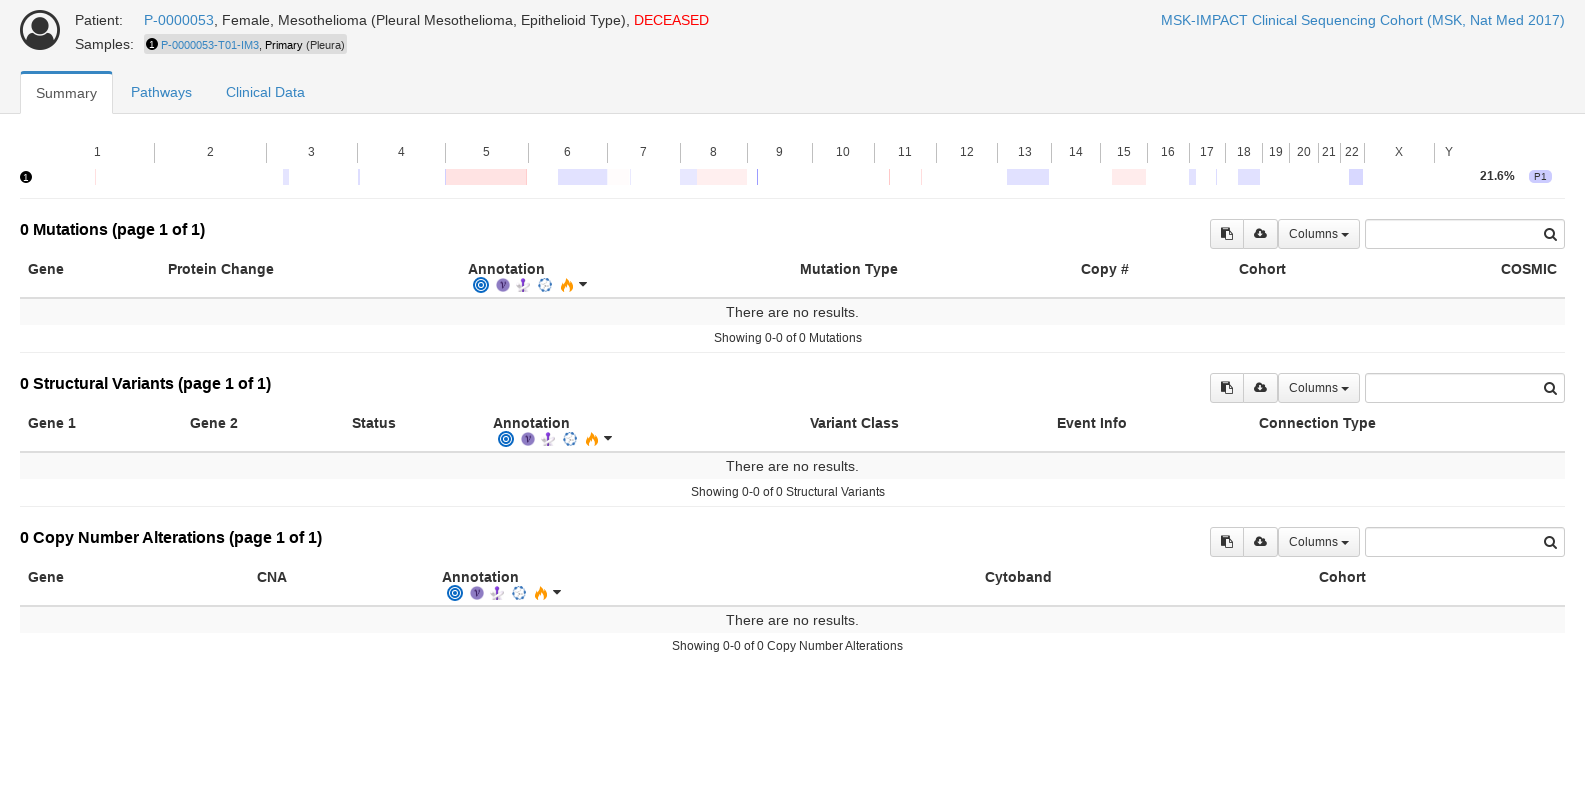 Patient: P-0000053, Female, Mesothelioma (Pleural Mesothelioma, Epithelioid Type), DECEASED
MSK-IMPACT Clinical Sequencing Cohort (MSK, Nat Med 2017)
Samples: 1 P-0000053-T01-IM3, Primary (Pleura)
Summary Pathways Clinical Data
1 2 3 4 5 6 7 8 9 10 11 12 13 14 15 16 17 18 19 20 21 22 X Y
1 21.6% P1
0 Mutations (page 1 of 1)
Columns
Gene Protein Change Annotation Mutation Type Copy # Cohort COSMIC
There are no results.
Showing 0-0 of 0 Mutations
0 Structural Variants (page 1 of 1)
Columns
Gene 1 Gene 2 Status Annotation Variant Class Event Info Connection Type
There are no results.
Showing 0-0 of 0 Structural Variants
0 Copy Number Alterations (page 1 of 1)
Columns
Gene CNA Annotation Cytoband Cohort
There are no results.
Showing 0-0 of 0 Copy Number Alterations